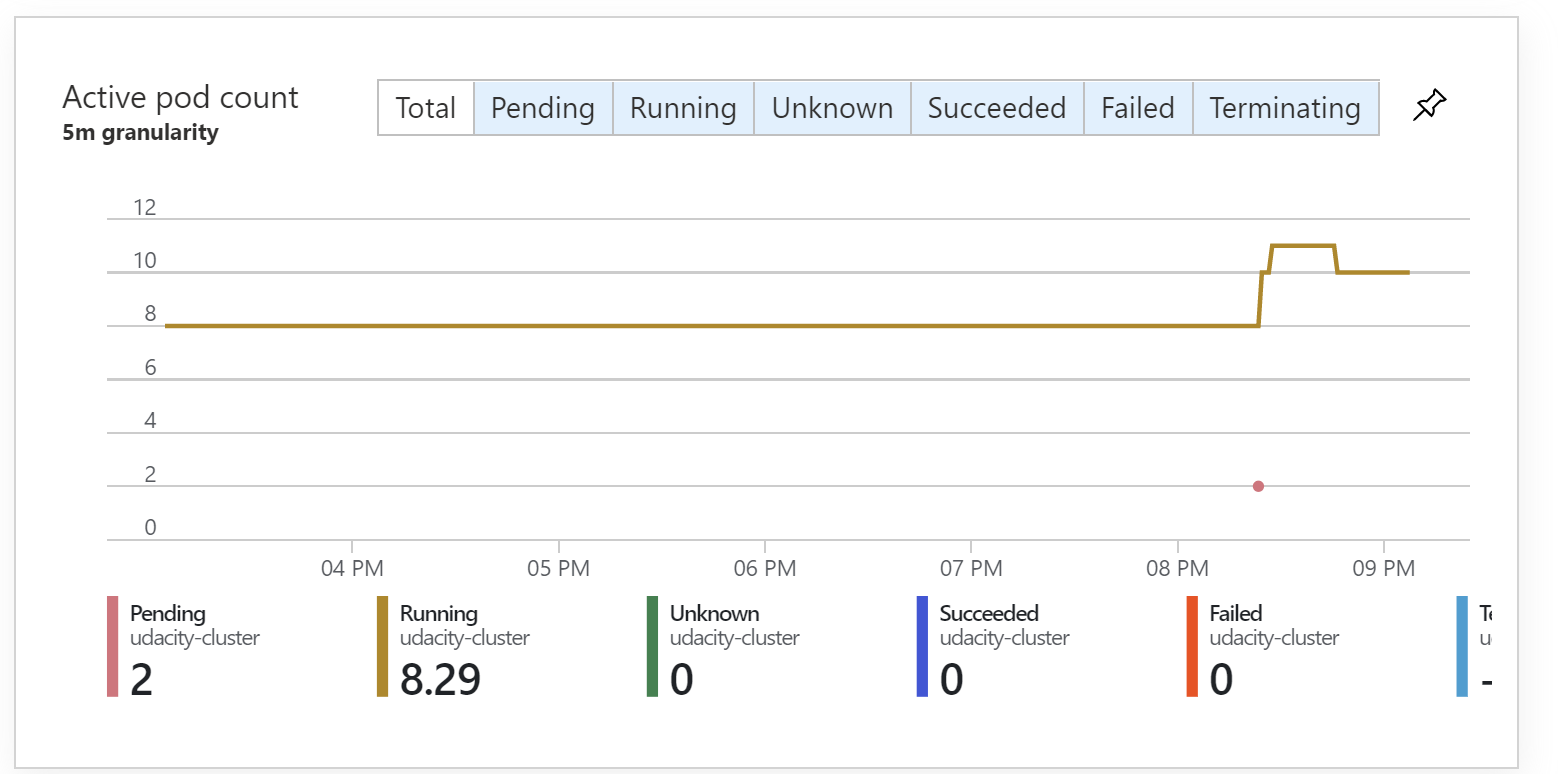 Active pod count
5m granularity
Total Pending Running Unknown Succeeded Failed Terminating
12
10
8
6
4
2
0
04 PM 05 PM 06 PM 07 PM 08 PM 09 PM
Pending
udacity-cluster
2
Running
udacity-cluster
8.29
Unknown
udacity-cluster
0
Succeeded
udacity-cluster
0
Failed
udacity-cluster
0
-